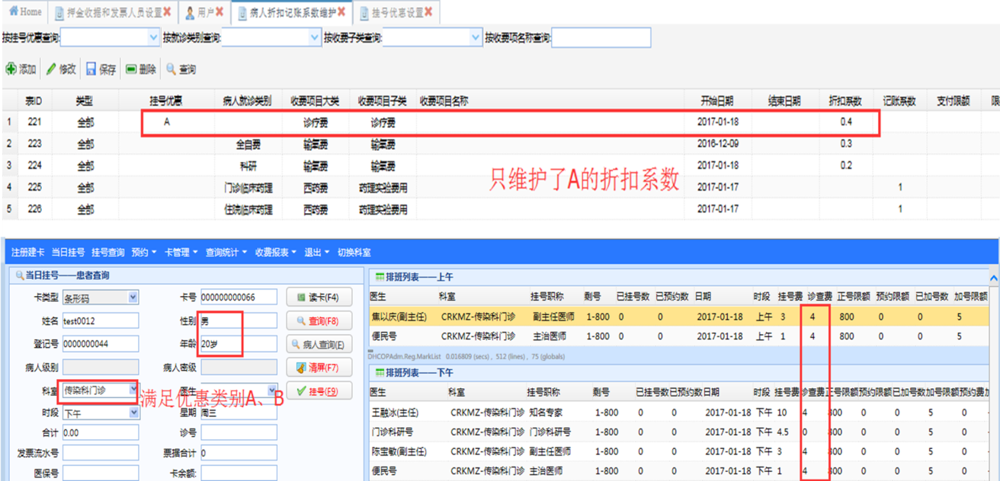 Home 押金收据和发票人员设置 用户 病人折扣记账系数维护 挂号优惠设置
按挂号优惠查询: 按就诊类别查询: 按收费子类查询: 按收费项名称查询:
添加 修改 保存 删除 查询
表ID 类型 挂号优惠 病人就诊类别 收费项目大类 收费项目子类 收费项目名称 开始日期 结束日期 折扣系数 记账系数 支付限额 限
1 221 全部 A 诊疗费 诊疗费 2017-01-18 0.4
2 223 全部 全自费 输氧费 输氧费 2016-12-09 0.3
3 224 全部 科研 输氧费 输氧费 2017-01-18 0.2
4 225 全部 门诊临床药理 西药费 药理实验费用 2017-01-17 1
5 226 全部 住院临床药理 西药费 药理实验费用 2017-01-17 1
只维护了A的折扣系数
注册建卡 当日挂号 挂号查询 预约 卡管理 查询统计 收费报表 退出 切换科室
当日挂号——患者查询
卡类型 条形码 卡号 000000000066 读卡(F4)
姓名 test0012 性别 男 查询(F8)
登记号 0000000044 年龄 20岁 病人查询(E)
病人级别 病人密级 清屏(F7)
科室 传染科门诊 医生 挂号(F9)
满足优惠类别A、B
时段 下午 星期 周三
合计 0.00 诊号
发票流水号 票据合计 0
医保号 卡余额:
排班列表——上午
医生 科室 挂号职称 剩号 已挂号数 已预约数 日期 时段 挂号费 诊查费 正号限额 预约限额 已加号数 加号限额
焦以庆(副主任) CRKMZ-传染科门诊 副主任医师 1-800 0 0 2017-01-18 上午 3 4 800 0 0 5
便民号 CRKMZ-传染科门诊 主治医师 1-800 0 0 2017-01-18 上午 1 4 800 0 0 5
DHCOPAdm.Reg.MarkList 0.016809 (secs) , 512 (lines) , 75 (globals)
排班列表——下午
医生 科室 挂号职称 剩号 已挂号数已预约数日期 时段 挂号费诊查费正号限额预约限额已加号数加号限额预约费加
王融冰(主任) CRKMZ-传染科门诊 知名专家 1-800 0 0 2017-01-18 下午 10 4 800 0 0 5 0
门诊科研号 CRKMZ-传染科门诊 门诊科研号 1-800 0 0 2017-01-18 下午 4.5 0 800 0 0 5 0
陈宝敏(副主任) CRKMZ-传染科门诊 副主任医师 1-800 0 0 2017-01-18 下午 3 4 800 0 0 5 0
便民号 CRKMZ-传染科门诊 主治医师 1-800 0 0 2017-01-18 下午 1 4 800 0 0 5 0